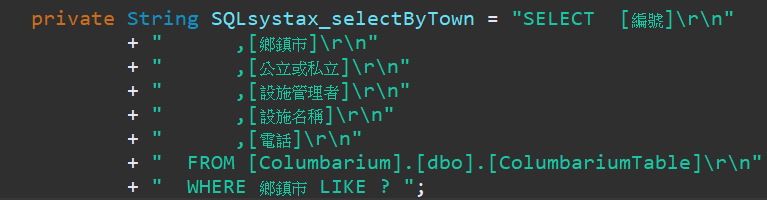 private String SQLsystax_selectByTown = "SELECT  [編號]\r\n"
+ "      ,[鄉鎮市]\r\n"
+ "      ,[公立或私立]\r\n"
+ "      ,[設施管理者]\r\n"
+ "      ,[設施名稱]\r\n"
+ "      ,[電話]\r\n"
+ "  FROM [Columbarium].[dbo].[ColumbariumTable]\r\n"
+ "  WHERE 鄉鎮市 LIKE ? ";